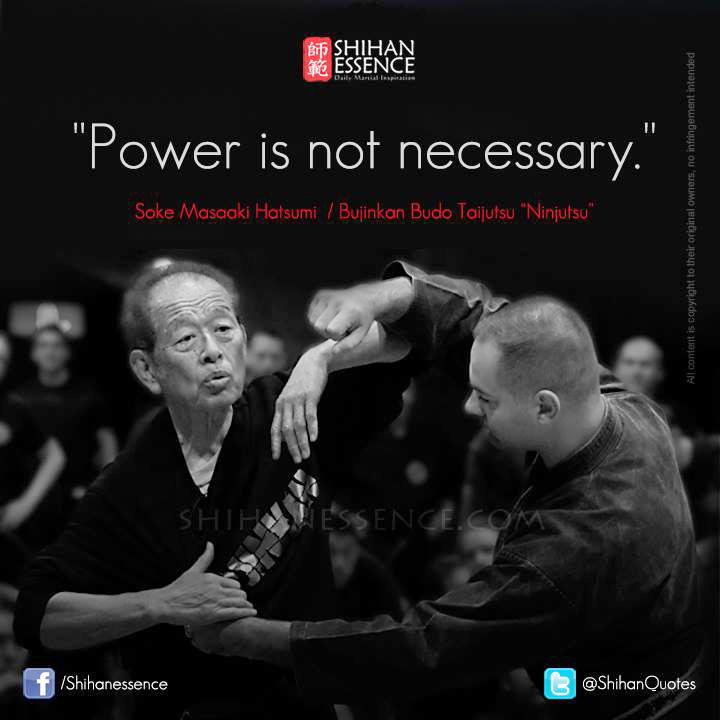 師範
SHIHAN
ESSENCE
Daily Martial Inspiration
"Power is not necessary."
Soke Masaaki Hatsumi / Bujinkan Budo Taijutsu "Ninjutsu"
All content is copyright to their original owners, no infringement intended
SHIHANESSENCE.COM
/Shihanessence
@ShihanQuotes